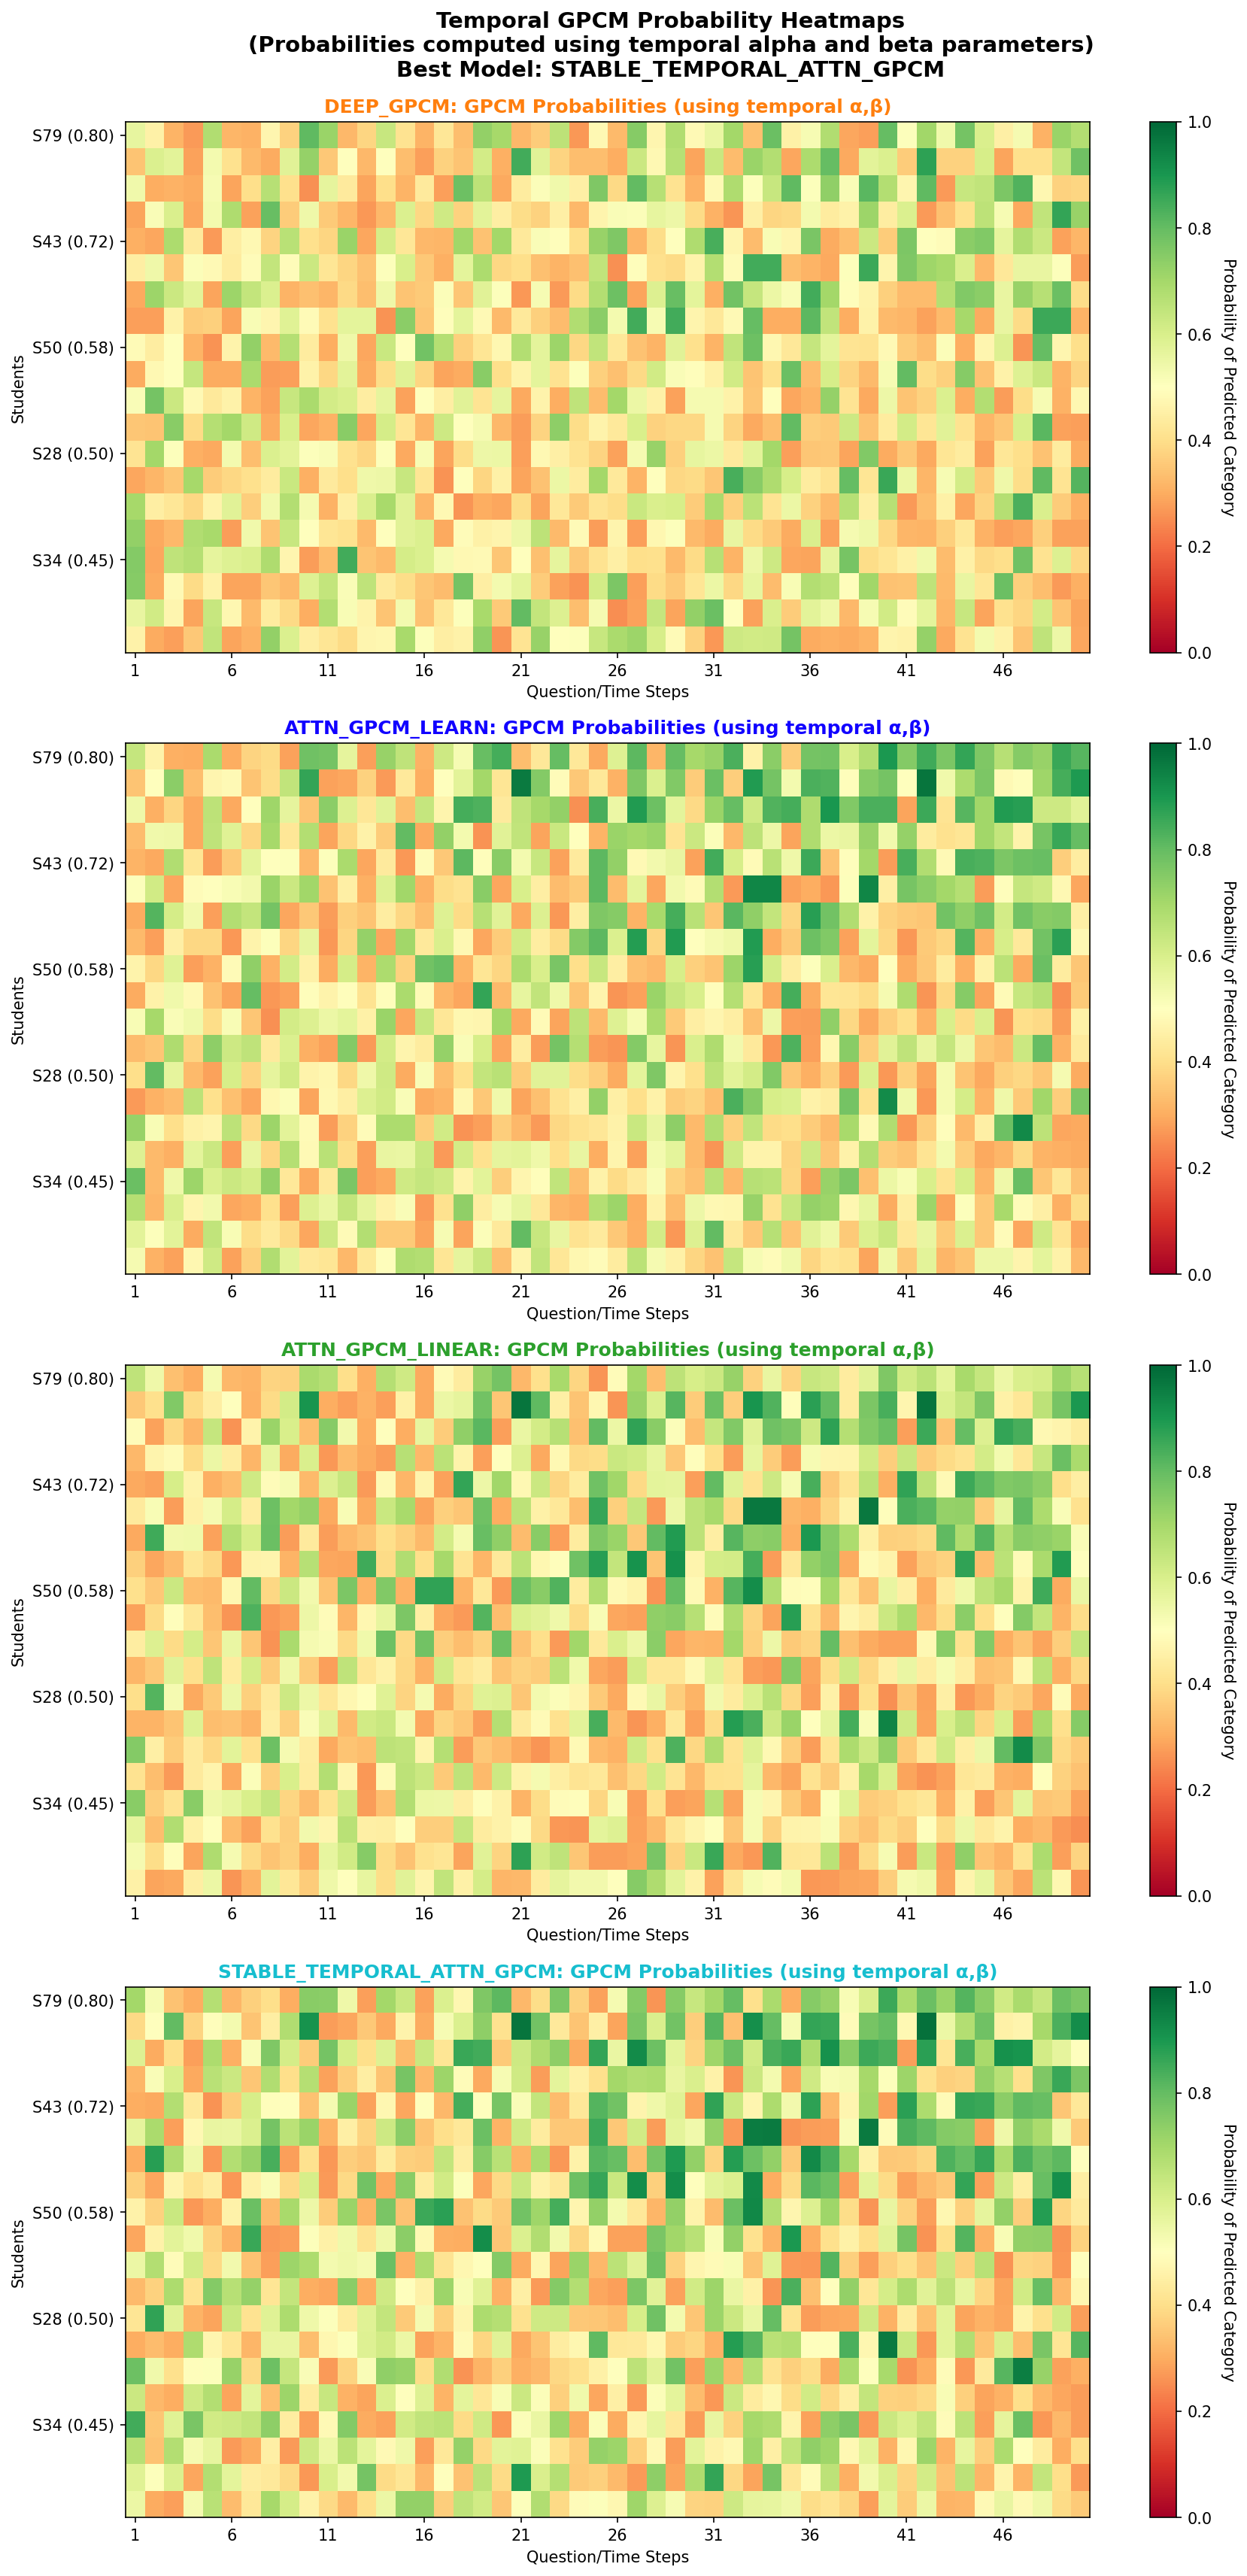 Temporal GPCM Probability Heatmaps
(Probabilities computed using temporal alpha and beta parameters)
Best Model: STABLE_TEMPORAL_ATTN_GPCM
DEEP_GPCM: GPCM Probabilities (using temporal α,β)
S79 (0.80)
S43 (0.72)
S50 (0.58)
S28 (0.50)
S34 (0.45)
Students
1 6 11 16 21 26 31 36 41 46
Question/Time Steps
1.0
0.8
0.6
0.4
0.2
0.0
Probability of Predicted Category
ATTN_GPCM_LEARN: GPCM Probabilities (using temporal α,β)
S79 (0.80)
S43 (0.72)
S50 (0.58)
S28 (0.50)
S34 (0.45)
Students
1 6 11 16 21 26 31 36 41 46
Question/Time Steps
1.0
0.8
0.6
0.4
0.2
0.0
Probability of Predicted Category
ATTN_GPCM_LINEAR: GPCM Probabilities (using temporal α,β)
S79 (0.80)
S43 (0.72)
S50 (0.58)
S28 (0.50)
S34 (0.45)
Students
1 6 11 16 21 26 31 36 41 46
Question/Time Steps
1.0
0.8
0.6
0.4
0.2
0.0
Probability of Predicted Category
STABLE_TEMPORAL_ATTN_GPCM: GPCM Probabilities (using temporal α,β)
S79 (0.80)
S43 (0.72)
S50 (0.58)
S28 (0.50)
S34 (0.45)
Students
1 6 11 16 21 26 31 36 41 46
Question/Time Steps
1.0
0.8
0.6
0.4
0.2
0.0
Probability of Predicted Category